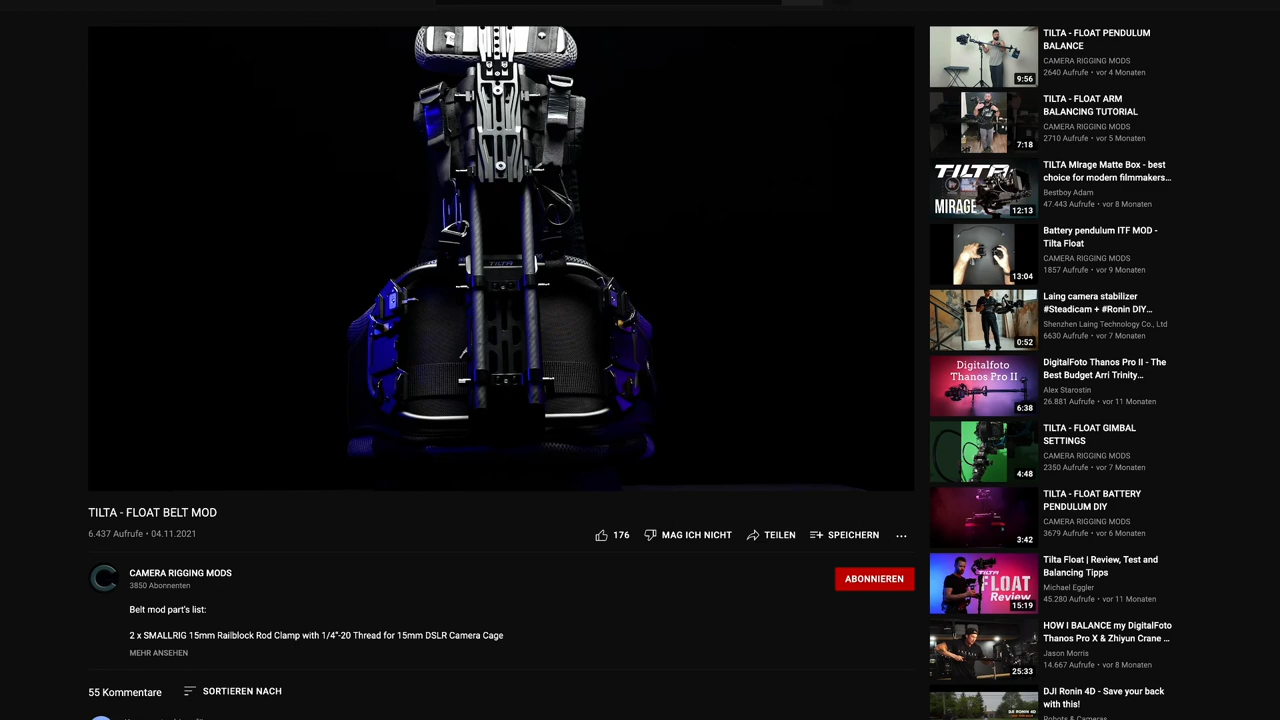 TILTA
TILTA - FLOAT BELT MOD
6.437 Aufrufe • 04.11.2021
176
MAG ICH NICHT
TEILEN
SPEICHERN
CAMERA RIGGING MODS
3850 Abonnenten
ABONNIEREN
Belt mod part's list:
2 x SMALLRIG 15mm Railblock Rod Clamp with 1/4"-20 Thread for 15mm DSLR Camera Cage
MEHR ANSEHEN
55 Kommentare
SORTIEREN NACH
9:56
TILTA - FLOAT PENDULUM
BALANCE
CAMERA RIGGING MODS
2640 Aufrufe • vor 4 Monaten
7:18
TILTA - FLOAT ARM
BALANCING TUTORIAL
CAMERA RIGGING MODS
2710 Aufrufe • vor 5 Monaten
TILTA
MIRAGE
12:13
TILTA MIrage Matte Box - best
choice for modern filmmakers…
Bestboy Adam
47.443 Aufrufe • vor 8 Monaten
13:04
Battery pendulum ITF MOD -
Tilta Float
CAMERA RIGGING MODS
1857 Aufrufe • vor 9 Monaten
0:52
Laing camera stabilizer
#Steadicam + #Ronin DIY…
Shenzhen Laing Technology Co., Ltd
6630 Aufrufe • vor 7 Monaten
Digitalfoto
Thanos Pro II
6:38
DigitalFoto Thanos Pro II - The
Best Budget Arri Trinity…
Alex Starostin
26.881 Aufrufe • vor 11 Monaten
4:48
TILTA - FLOAT GIMBAL
SETTINGS
CAMERA RIGGING MODS
2350 Aufrufe • vor 7 Monaten
3:42
TILTA - FLOAT BATTERY
PENDULUM DIY
CAMERA RIGGING MODS
3679 Aufrufe • vor 6 Monaten
TILTA
FLOAT
Review
15:19
Tilta Float | Review, Test and
Balancing Tipps
Michael Eggler
45.280 Aufrufe • vor 11 Monaten
25:33
HOW I BALANCE my DigitalFoto
Thanos Pro X & Zhiyun Crane …
Jason Morris
14.667 Aufrufe • vor 8 Monaten
DJI RONIN 4D
DJI Ronin 4D - Save your back
with this!
Robots & Cameras